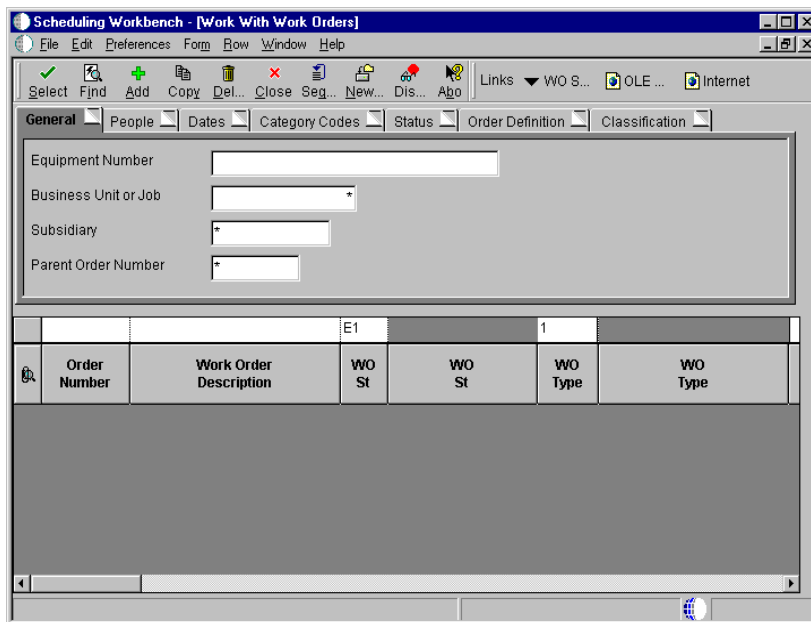 Scheduling Workbench - [Work With Work Orders]
File Edit Preferences Form Row Window Help
Select Find Add Copy Del... Close Seq... New... Dis... Abo Links WO S... OLE ... Internet
General People Dates Category Codes Status Order Definition Classification
Equipment Number
Business Unit or Job *
Subsidiary *
Parent Order Number *
E1 1
Order Number Work Order Description WO St WO St WO Type WO Type